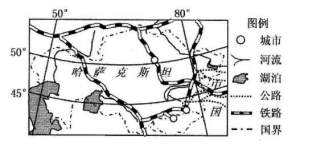 50° 80° 图例
50° 城市
哈萨克斯坦 河流
湖泊
45° 中国 公路
铁路
国界